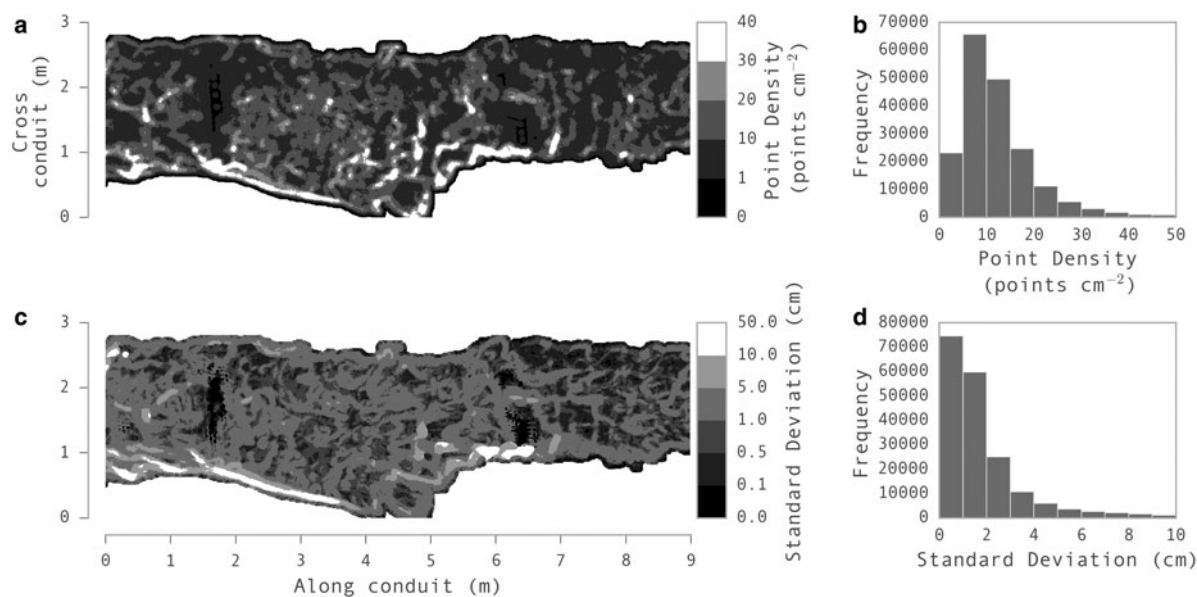 a
3
2
1
0
Cross
conduit (m)
40
30
20
10
1
0
Point Density
(points cm⁻²)
b
70000
60000
50000
40000
30000
20000
10000
0
Frequency
0 10 20 30 40 50
Point Density
(points cm⁻²)
c
3
2
1
0
0 1 2 3 4 5 6 7 8 9
Along conduit (m)
50.0
10.0
5.0
1.0
0.5
0.1
0.0
Standard Deviation (cm)
d
80000
70000
60000
50000
40000
30000
20000
10000
0
Frequency
0 2 4 6 8 10
Standard Deviation (cm)